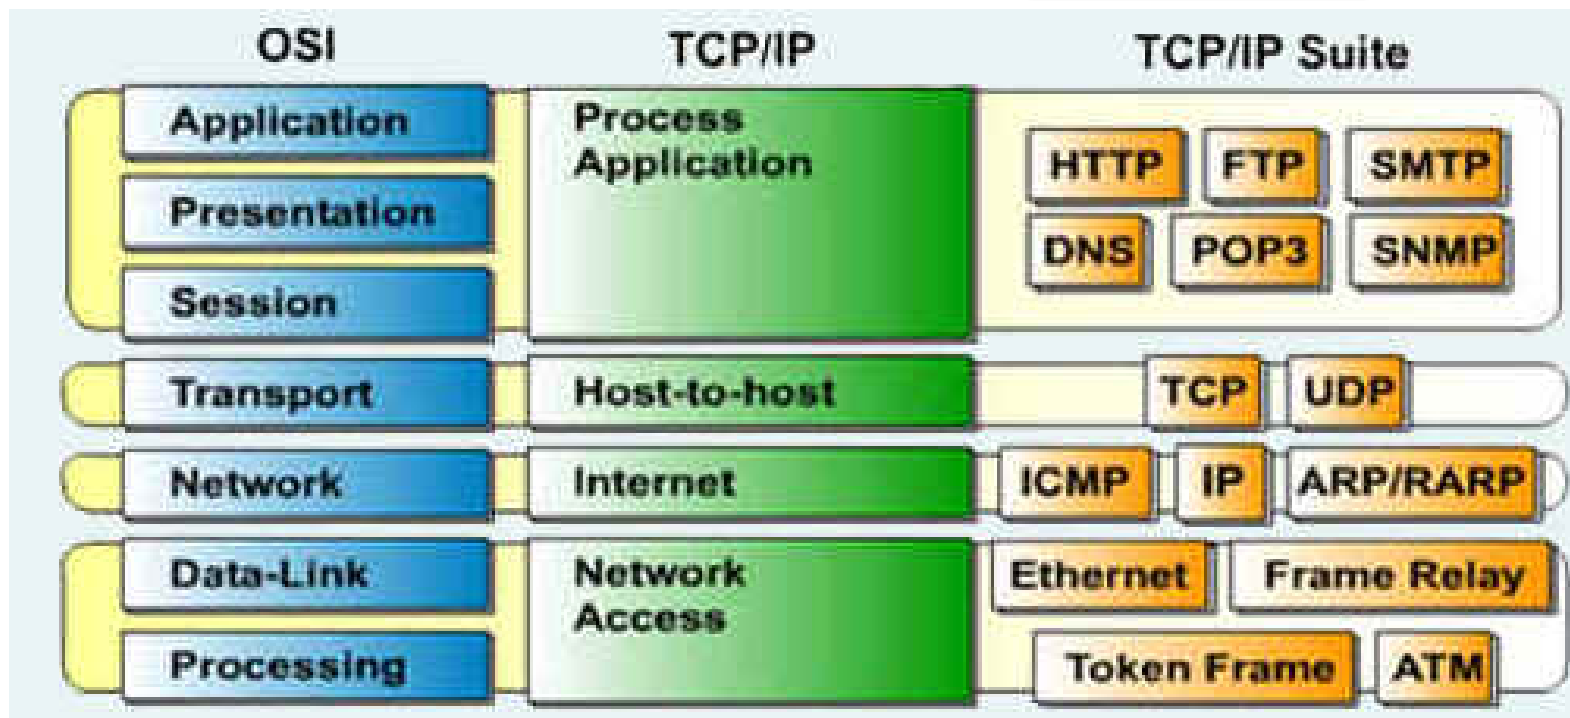 OSI
TCP/IP
TCP/IP Suite
Application
Presentation
Session
Process
Application
HTTP
FTP
SMTP
DNS
POP3
SNMP
Transport
Host-to-host
TCP
UDP
Network
Internet
ICMP
IP
ARP/RARP
Data-Link
Processing
Network
Access
Ethernet
Frame Relay
Token Frame
ATM